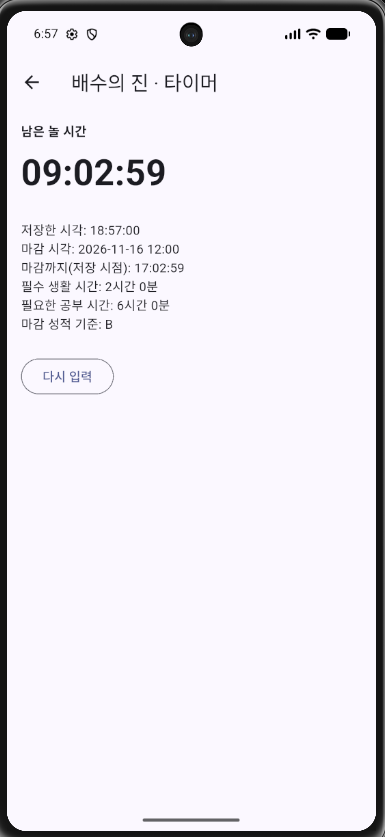 6:57
배수의 진 · 타이머
남은 놀 시간
09:02:59
저장한 시각: 18:57:00
마감 시각: 2026-11-16 12:00
마감까지(저장 시점): 17:02:59
필수 생활 시간: 2시간 0분
필요한 공부 시간: 6시간 0분
마감 성적 기준: B
다시 입력